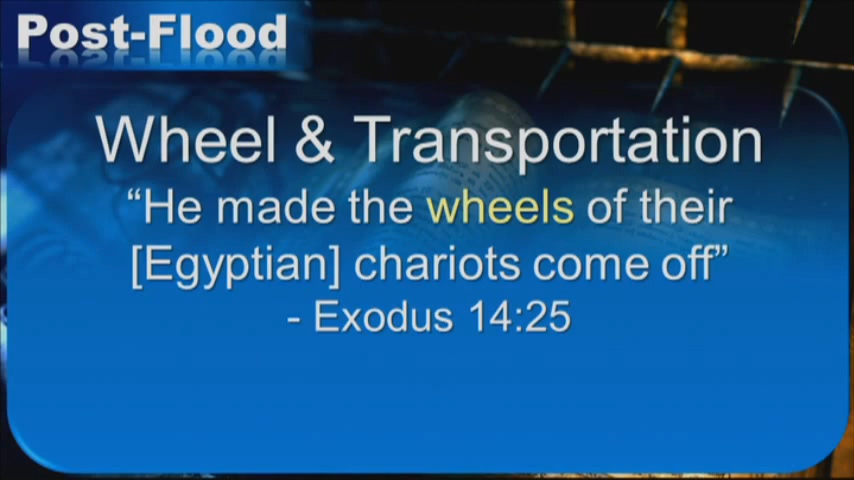 Post-Flood
Wheel & Transportation
“He made the wheels of their
[Egyptian] chariots come off”
- Exodus 14:25